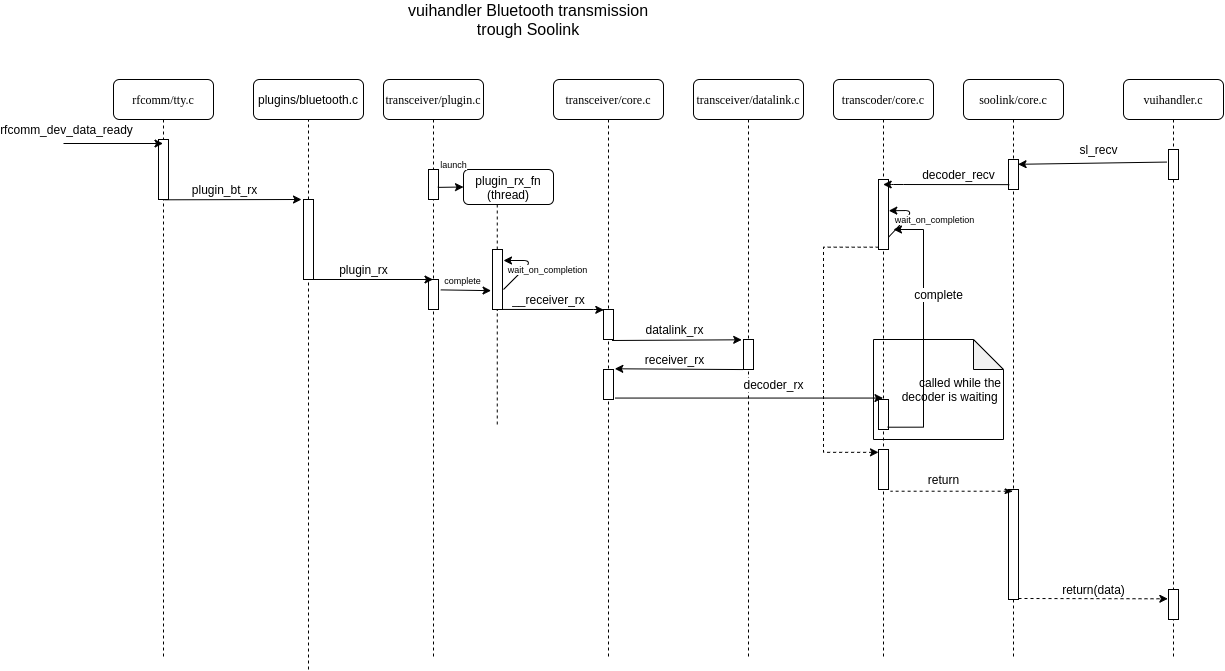 vuihandler Bluetooth transmission
trough Soolink
rfcomm/tty.c
plugins/bluetooth.c
transceiver/plugin.c
transceiver/core.c
transceiver/datalink.c
transcoder/core.c
soolink/core.c
vuihandler.c
rfcomm_dev_data_ready
sl_recv
launch
decoder_recv
plugin_rx_fn
(thread)
plugin_bt_rx
wait_on_completion
plugin_rx
wait_on_completion
complete
complete
__receiver_rx
datalink_rx
receiver_rx
decoder_rx
called while the
decoder is waiting
return
return(data)